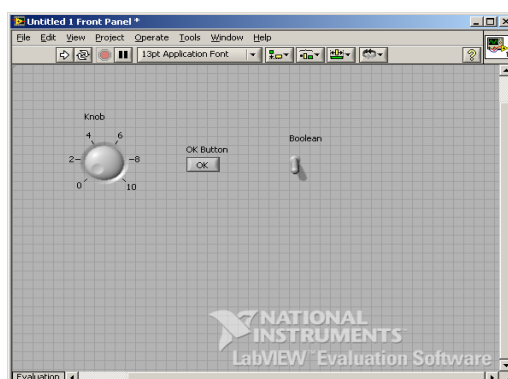 Untitled 1 Front Panel *
File Edit View Project Operate Tools Window Help
13pt Application Font
Knob
4 6
2 8
0 10
OK Button
OK
Boolean
NATIONAL
INSTRUMENTS
LabVIEW™ Evaluation Software
Evaluation